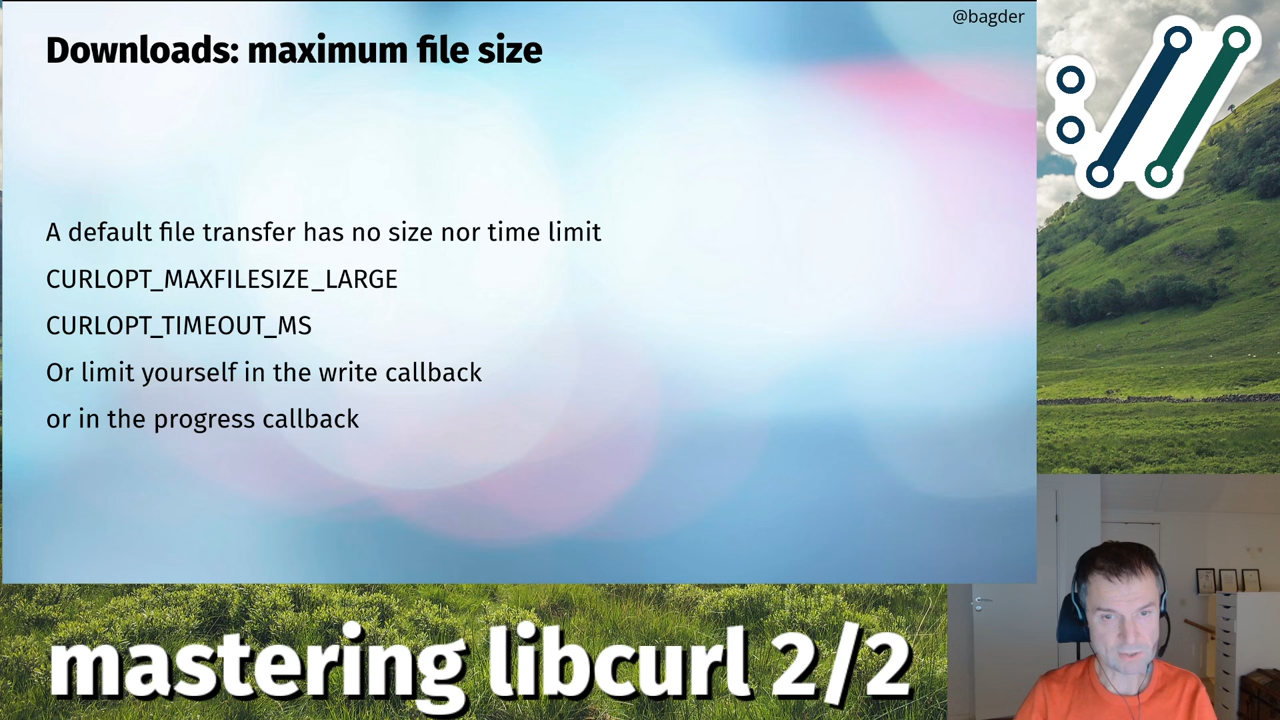 @bagder
Downloads: maximum file size
A default file transfer has no size nor time limit
CURLOPT_MAXFILESIZE_LARGE
CURLOPT_TIMEOUT_MS
Or limit yourself in the write callback
or in the progress callback
mastering libcurl 2/2